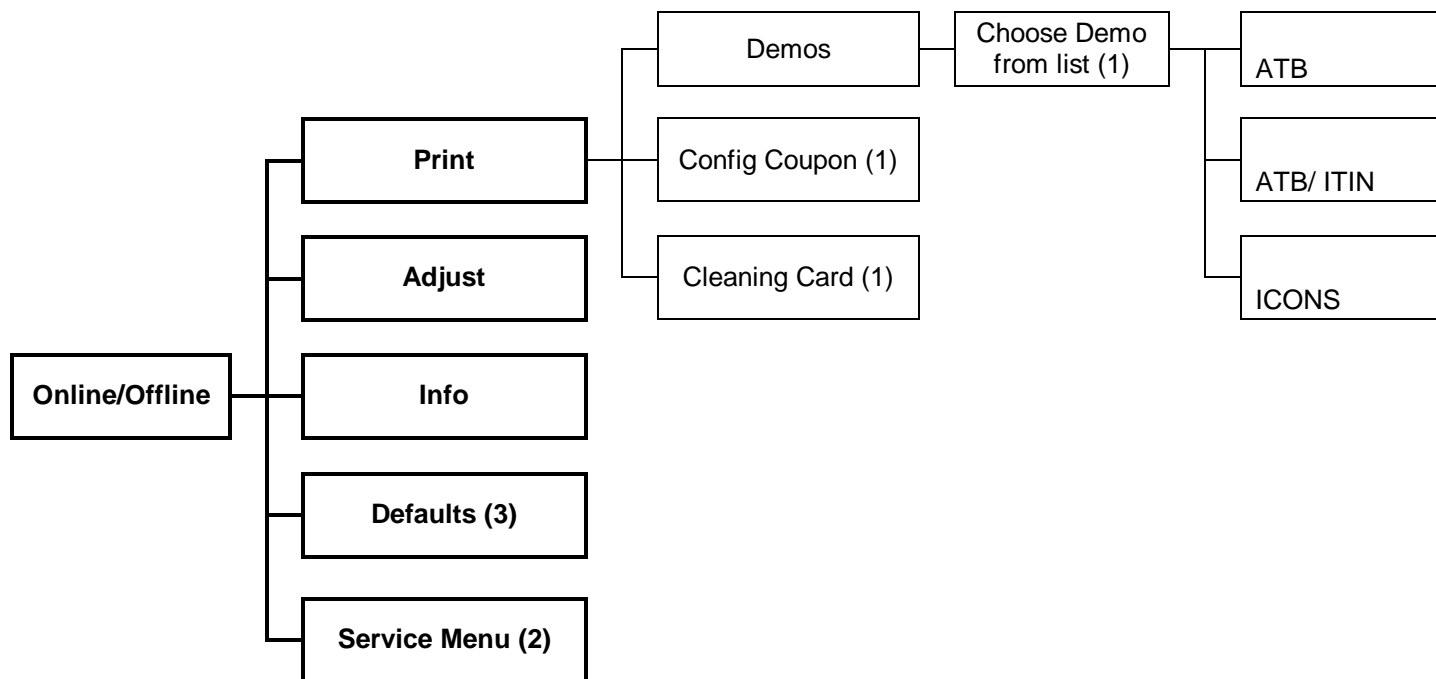 Demos
Choose Demo
from list (1)
ATB
Print
Config Coupon (1)
ATB/ ITIN
Adjust
Cleaning Card (1)
ICONS
Online/Offline
Info
Defaults (3)
Service Menu (2)